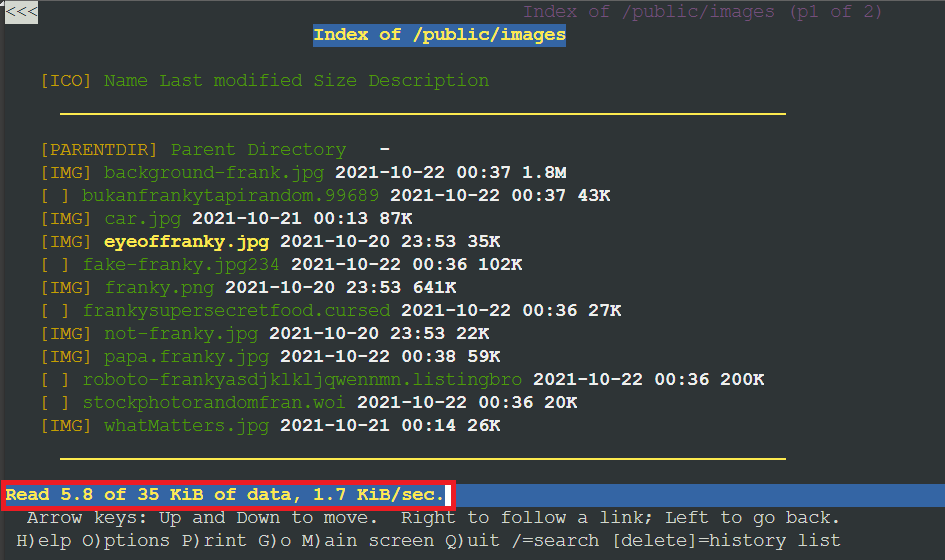 <<< Index of /public/images (p1 of 2)
Index of /public/images
[ICO] Name Last modified Size Description
[PARENTDIR] Parent Directory -
[IMG] background-frank.jpg 2021-10-22 00:37 1.8M
[ ] bukanfrankytapirandom.99689 2021-10-22 00:37 43K
[IMG] car.jpg 2021-10-21 00:13 87K
[IMG] eyeoffranky.jpg 2021-10-20 23:53 35K
[ ] fake-franky.jpg234 2021-10-22 00:36 102K
[IMG] franky.png 2021-10-20 23:53 641K
[ ] frankysupersecretfood.cursed 2021-10-22 00:36 27K
[IMG] not-franky.jpg 2021-10-20 23:53 22K
[IMG] papa.franky.jpg 2021-10-22 00:38 59K
[ ] roboto-frankyasdjklkljqwennmn.listingbro 2021-10-22 00:36 200K
[ ] stockphotorandomfran.woi 2021-10-22 00:36 20K
[IMG] whatMatters.jpg 2021-10-21 00:14 26K
Read 5.8 of 35 KiB of data, 1.7 KiB/sec.
Arrow keys: Up and Down to move. Right to follow a link; Left to go back.
H)elp O)ptions P)rint G)o M)ain screen Q)uit /=search [delete]=history list